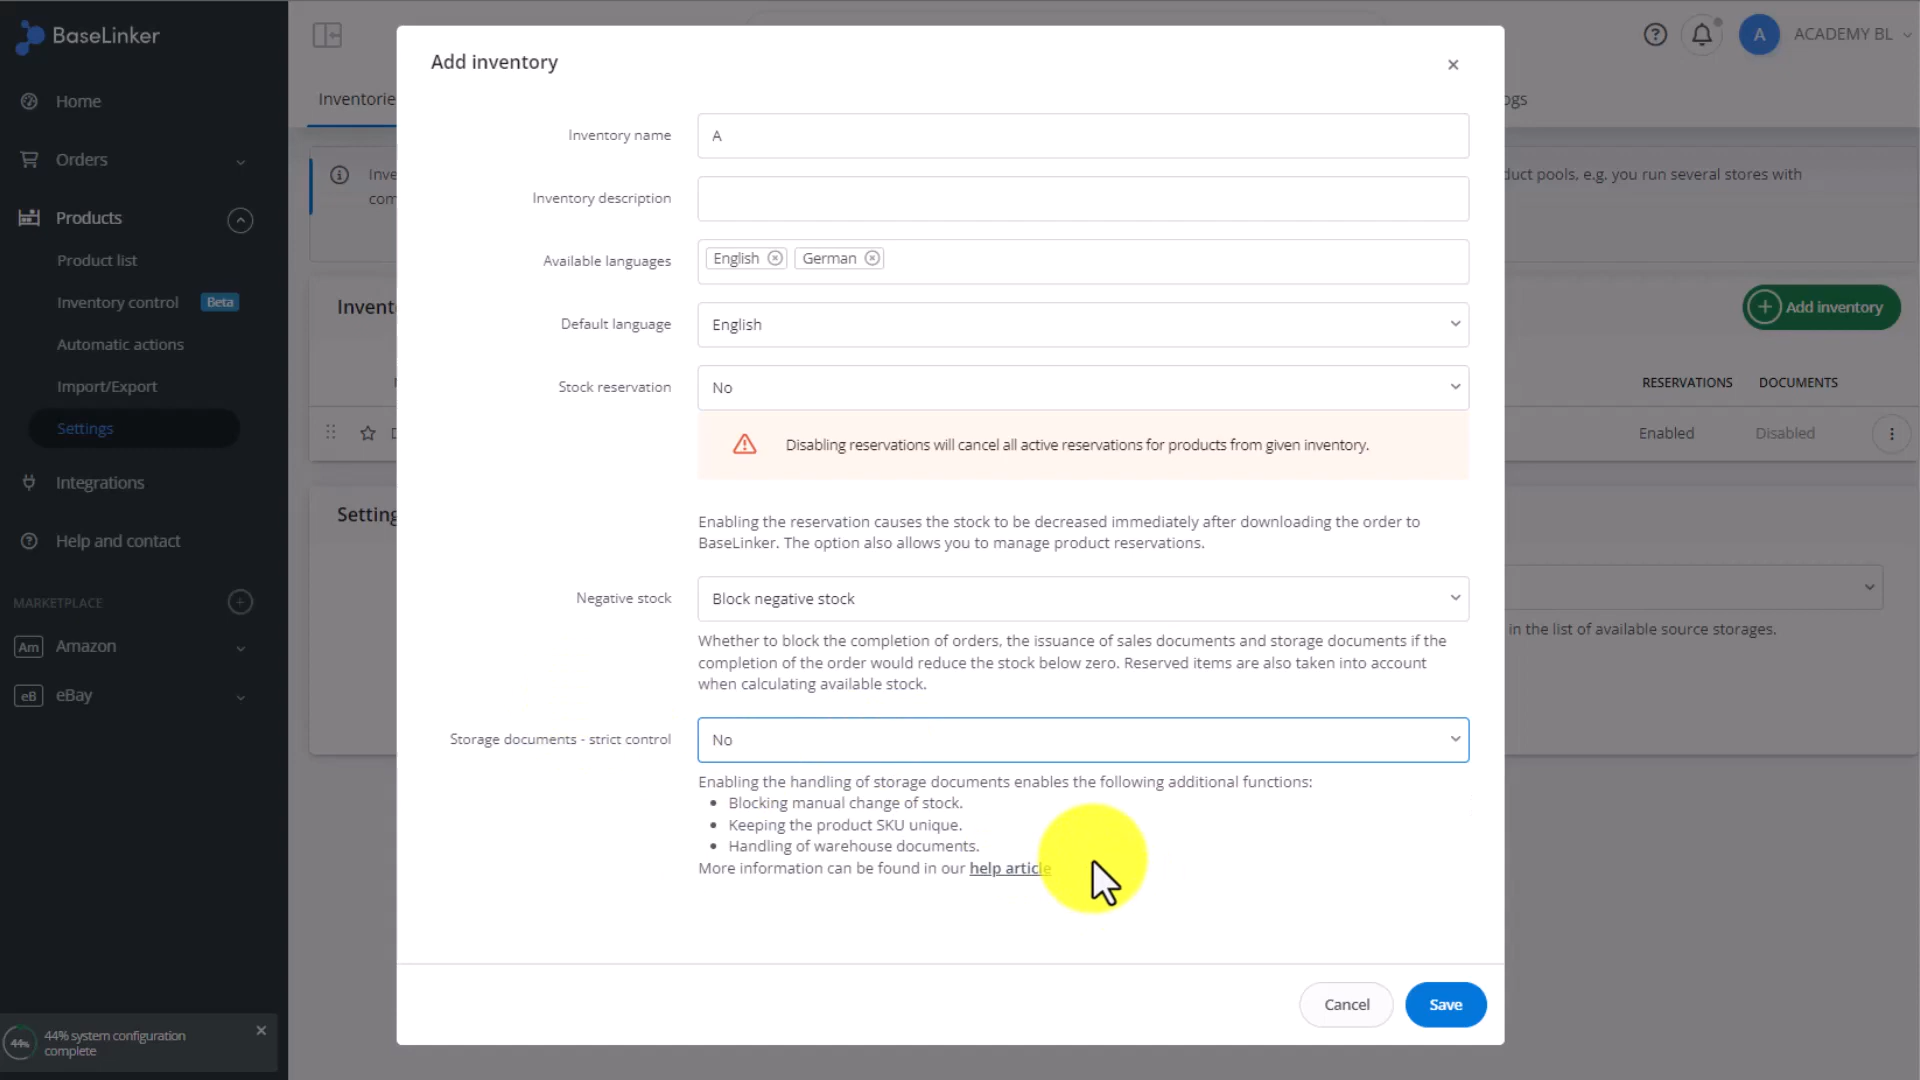 BaseLinker
Home
Orders
Products
Product list
Inventory control Beta
Automatic actions
Import/Export
Settings
Integrations
Help and contact
MARKETPLACE
Am Amazon
eB eBay
44%
44% system configuration
complete
Inventorie
Inve
com
Invent
Setting
Add inventory
Inventory name
A
Inventory description
Available languages
English
German
Default language
English
Stock reservation
No
Disabling reservations will cancel all active reservations for products from given inventory.
Enabling the reservation causes the stock to be decreased immediately after downloading the order to
BaseLinker. The option also allows you to manage product reservations.
Negative stock
Block negative stock
Whether to block the completion of orders, the issuance of sales documents and storage documents if the
completion of the order would reduce the stock below zero. Reserved items are also taken into account
when calculating available stock.
Storage documents - strict control
No
Enabling the handling of storage documents enables the following additional functions:
• Blocking manual change of stock.
• Keeping the product SKU unique.
• Handling of warehouse documents.
More information can be found in our help article
Cancel
Save
A ACADEMY BL
ogs
duct pools, e.g. you run several stores with
Add inventory
RESERVATIONS DOCUMENTS
Enabled Disabled
in the list of available source storages.